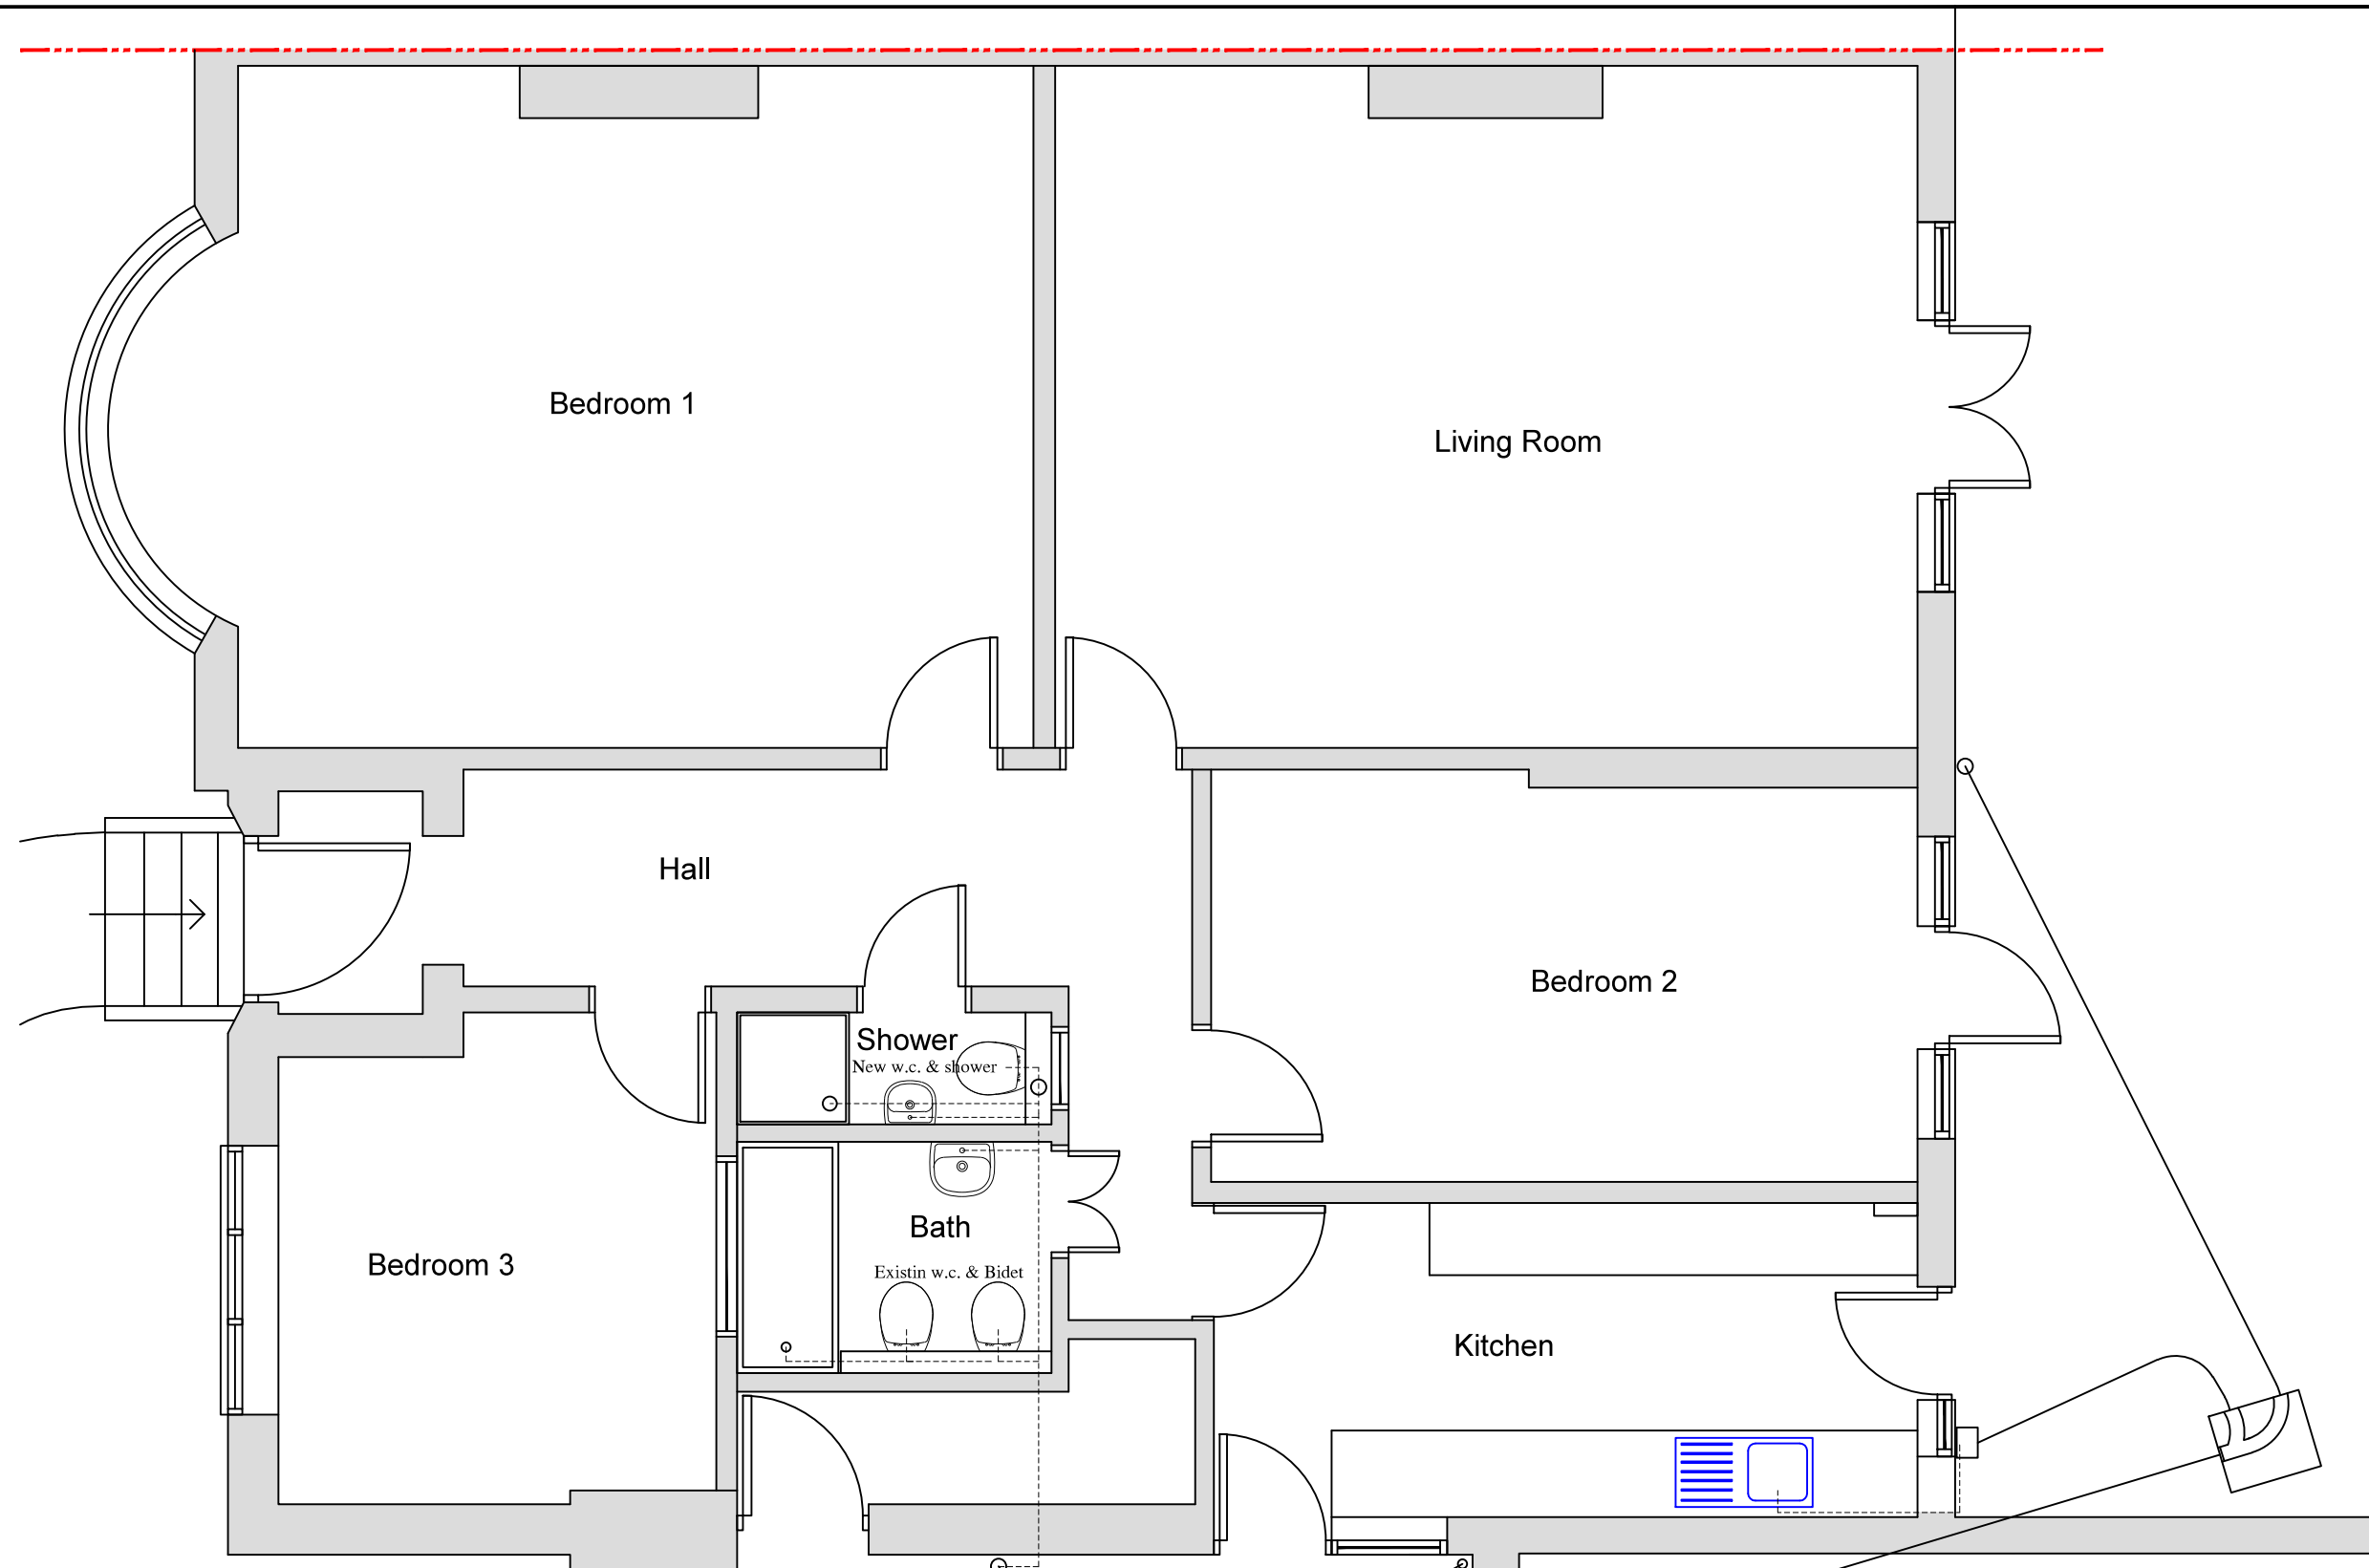 Bedroom 1
Living Room
Hall
Bedroom 2
Shower
New w.c. & shower
Bath
Existin w.c. & Bidet
Bedroom 3
Kitchen